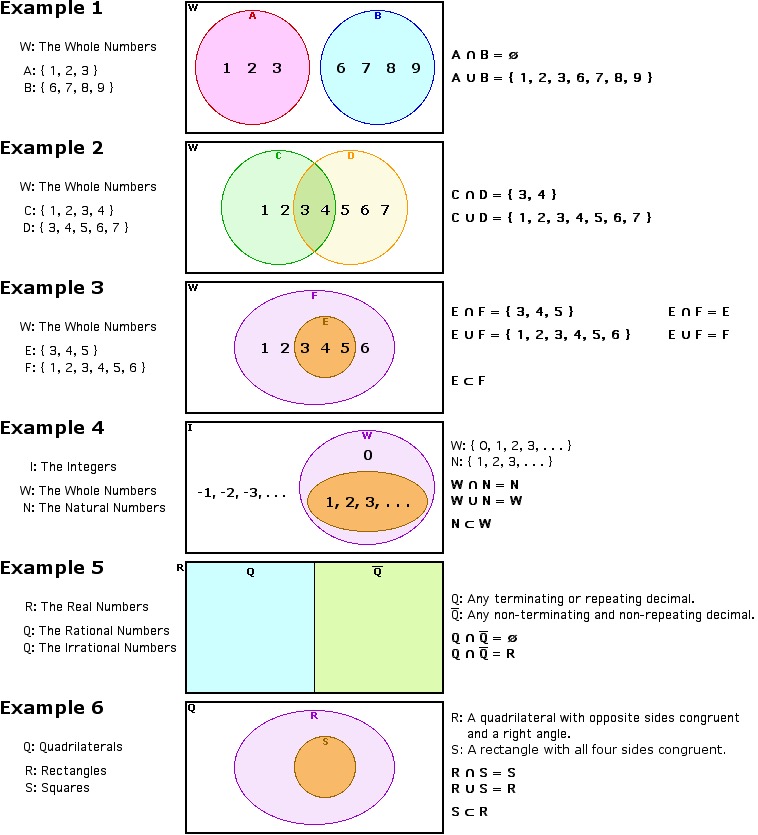 Example 1
W: The Whole Numbers
A: { 1, 2, 3 }
B: { 6, 7, 8, 9 }
W
A
B
1 2 3
6 7 8 9
A ∩ B = ø
A ∪ B = { 1, 2, 3, 6, 7, 8, 9 }
Example 2
W: The Whole Numbers
C: { 1, 2, 3, 4 }
D: { 3, 4, 5, 6, 7 }
W
C
D
1 2 3 4 5 6 7
C ∩ D = { 3, 4 }
C ∪ D = { 1, 2, 3, 4, 5, 6, 7 }
Example 3
W: The Whole Numbers
E: { 3, 4, 5 }
F: { 1, 2, 3, 4, 5, 6 }
W
F
E
1 2 3 4 5 6
E ∩ F = { 3, 4, 5 } E ∩ F = E
E ∪ F = { 1, 2, 3, 4, 5, 6 } E ∪ F = F
E ⊂ F
Example 4
I: The Integers
W: The Whole Numbers
N: The Natural Numbers
I
W
0
-1, -2, -3, . . .
1, 2, 3, . . .
W: { 0, 1, 2, 3, . . . }
N: { 1, 2, 3, . . . }
W ∩ N = N
W ∪ N = W
N ⊂ W
Example 5
R: The Real Numbers
Q: The Rational Numbers
Q: The Irrational Numbers
R
Q
Q̅
Q: Any terminating or repeating decimal.
Q̅: Any non-terminating and non-repeating decimal.
Q ∩ Q̅ = ø
Q ∩ Q̅ = R
Example 6
Q: Quadrilaterals
R: Rectangles
S: Squares
Q
R
S
R: A quadrilateral with opposite sides congruent
and a right angle.
S: A rectangle with all four sides congruent.
R ∩ S = S
R ∪ S = R
S ⊂ R